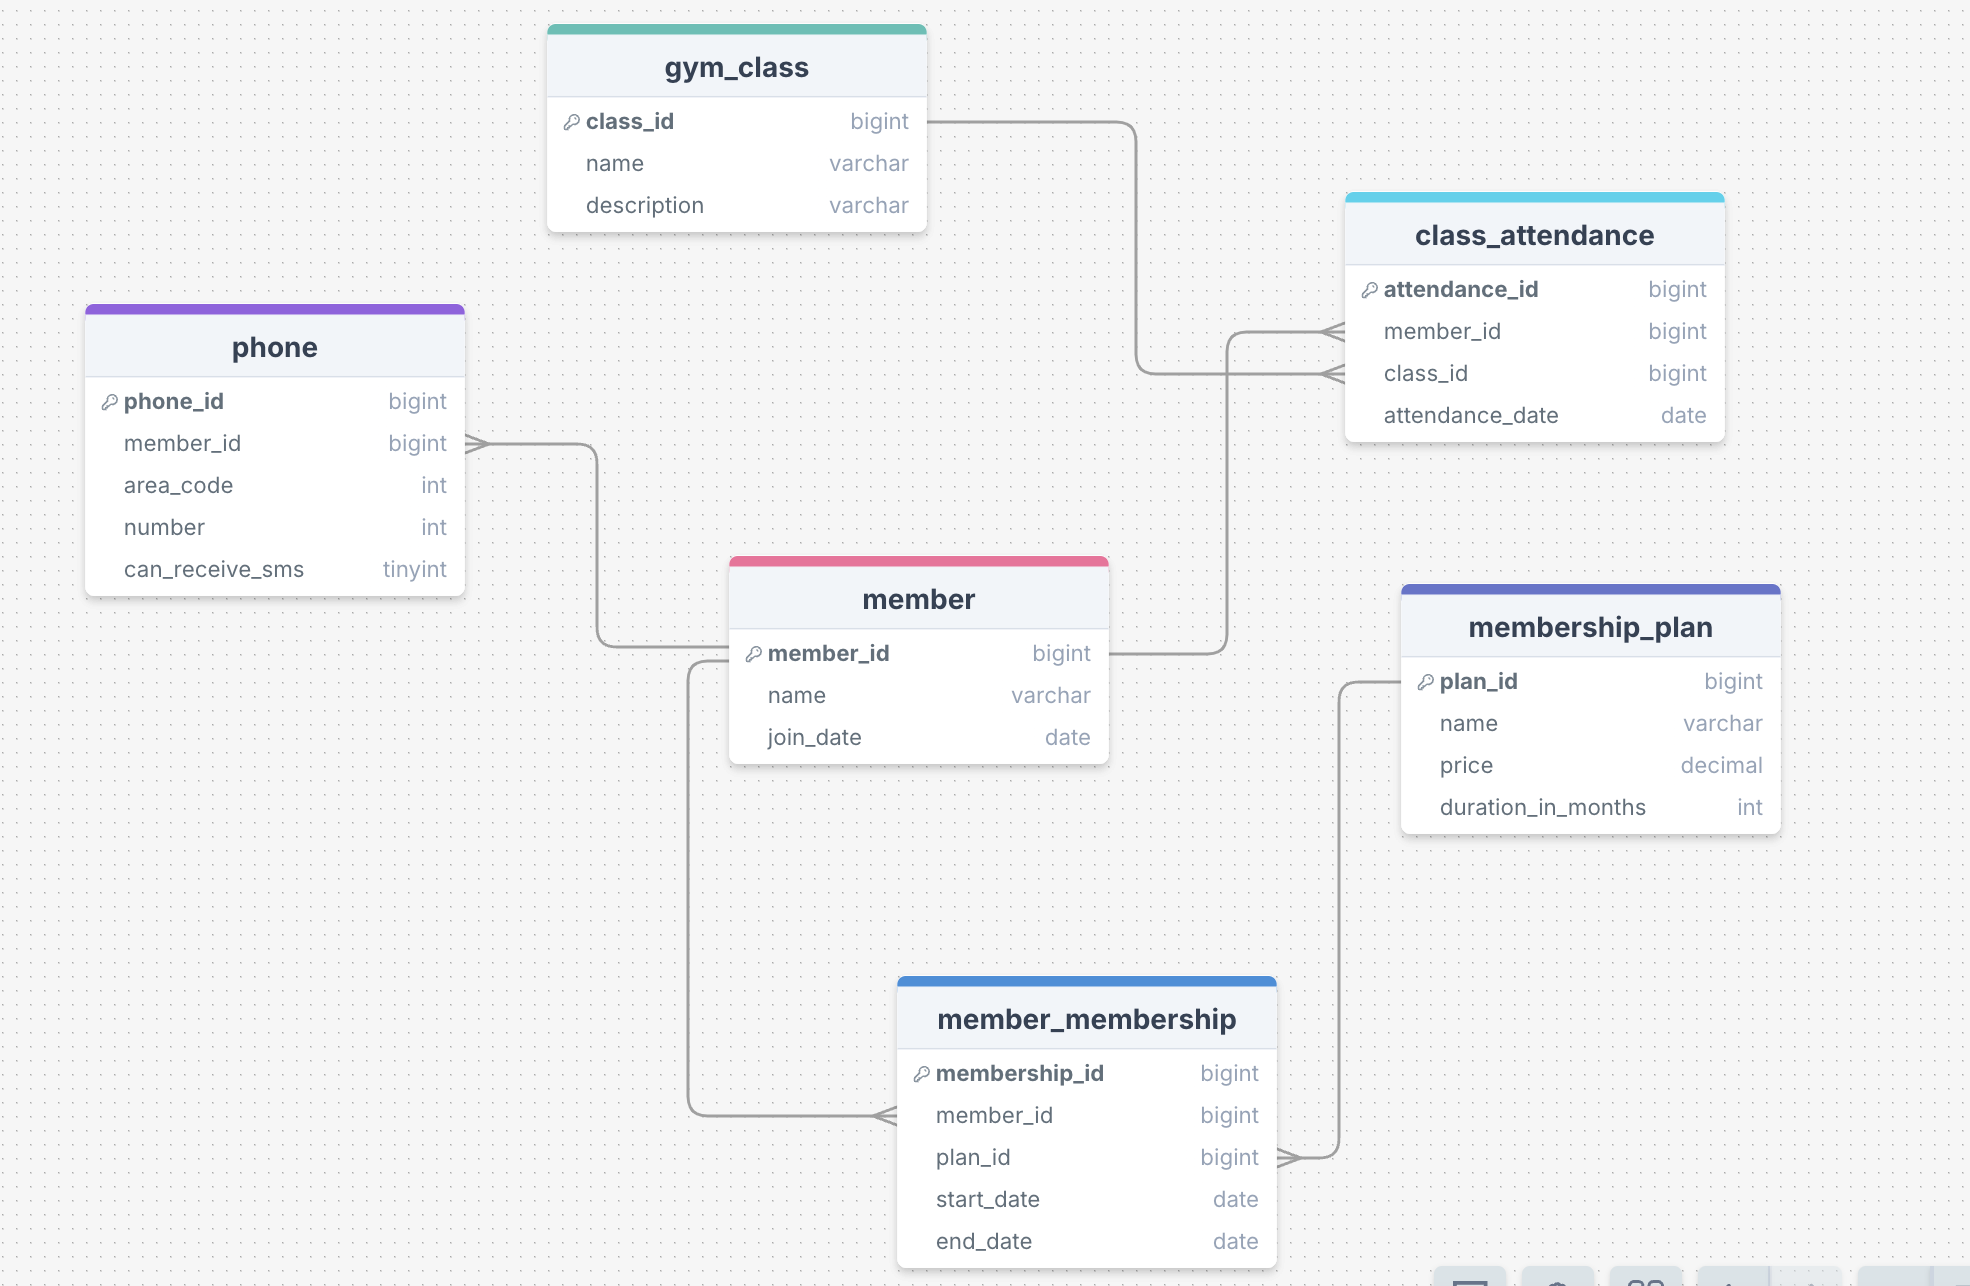 gym_class
class_id bigint
name varchar
description varchar
class_attendance
attendance_id bigint
member_id bigint
class_id bigint
attendance_date date
phone
phone_id bigint
member_id bigint
area_code int
number int
can_receive_sms tinyint
member
member_id bigint
name varchar
join_date date
membership_plan
plan_id bigint
name varchar
price decimal
duration_in_months int
member_membership
membership_id bigint
member_id bigint
plan_id bigint
start_date date
end_date date